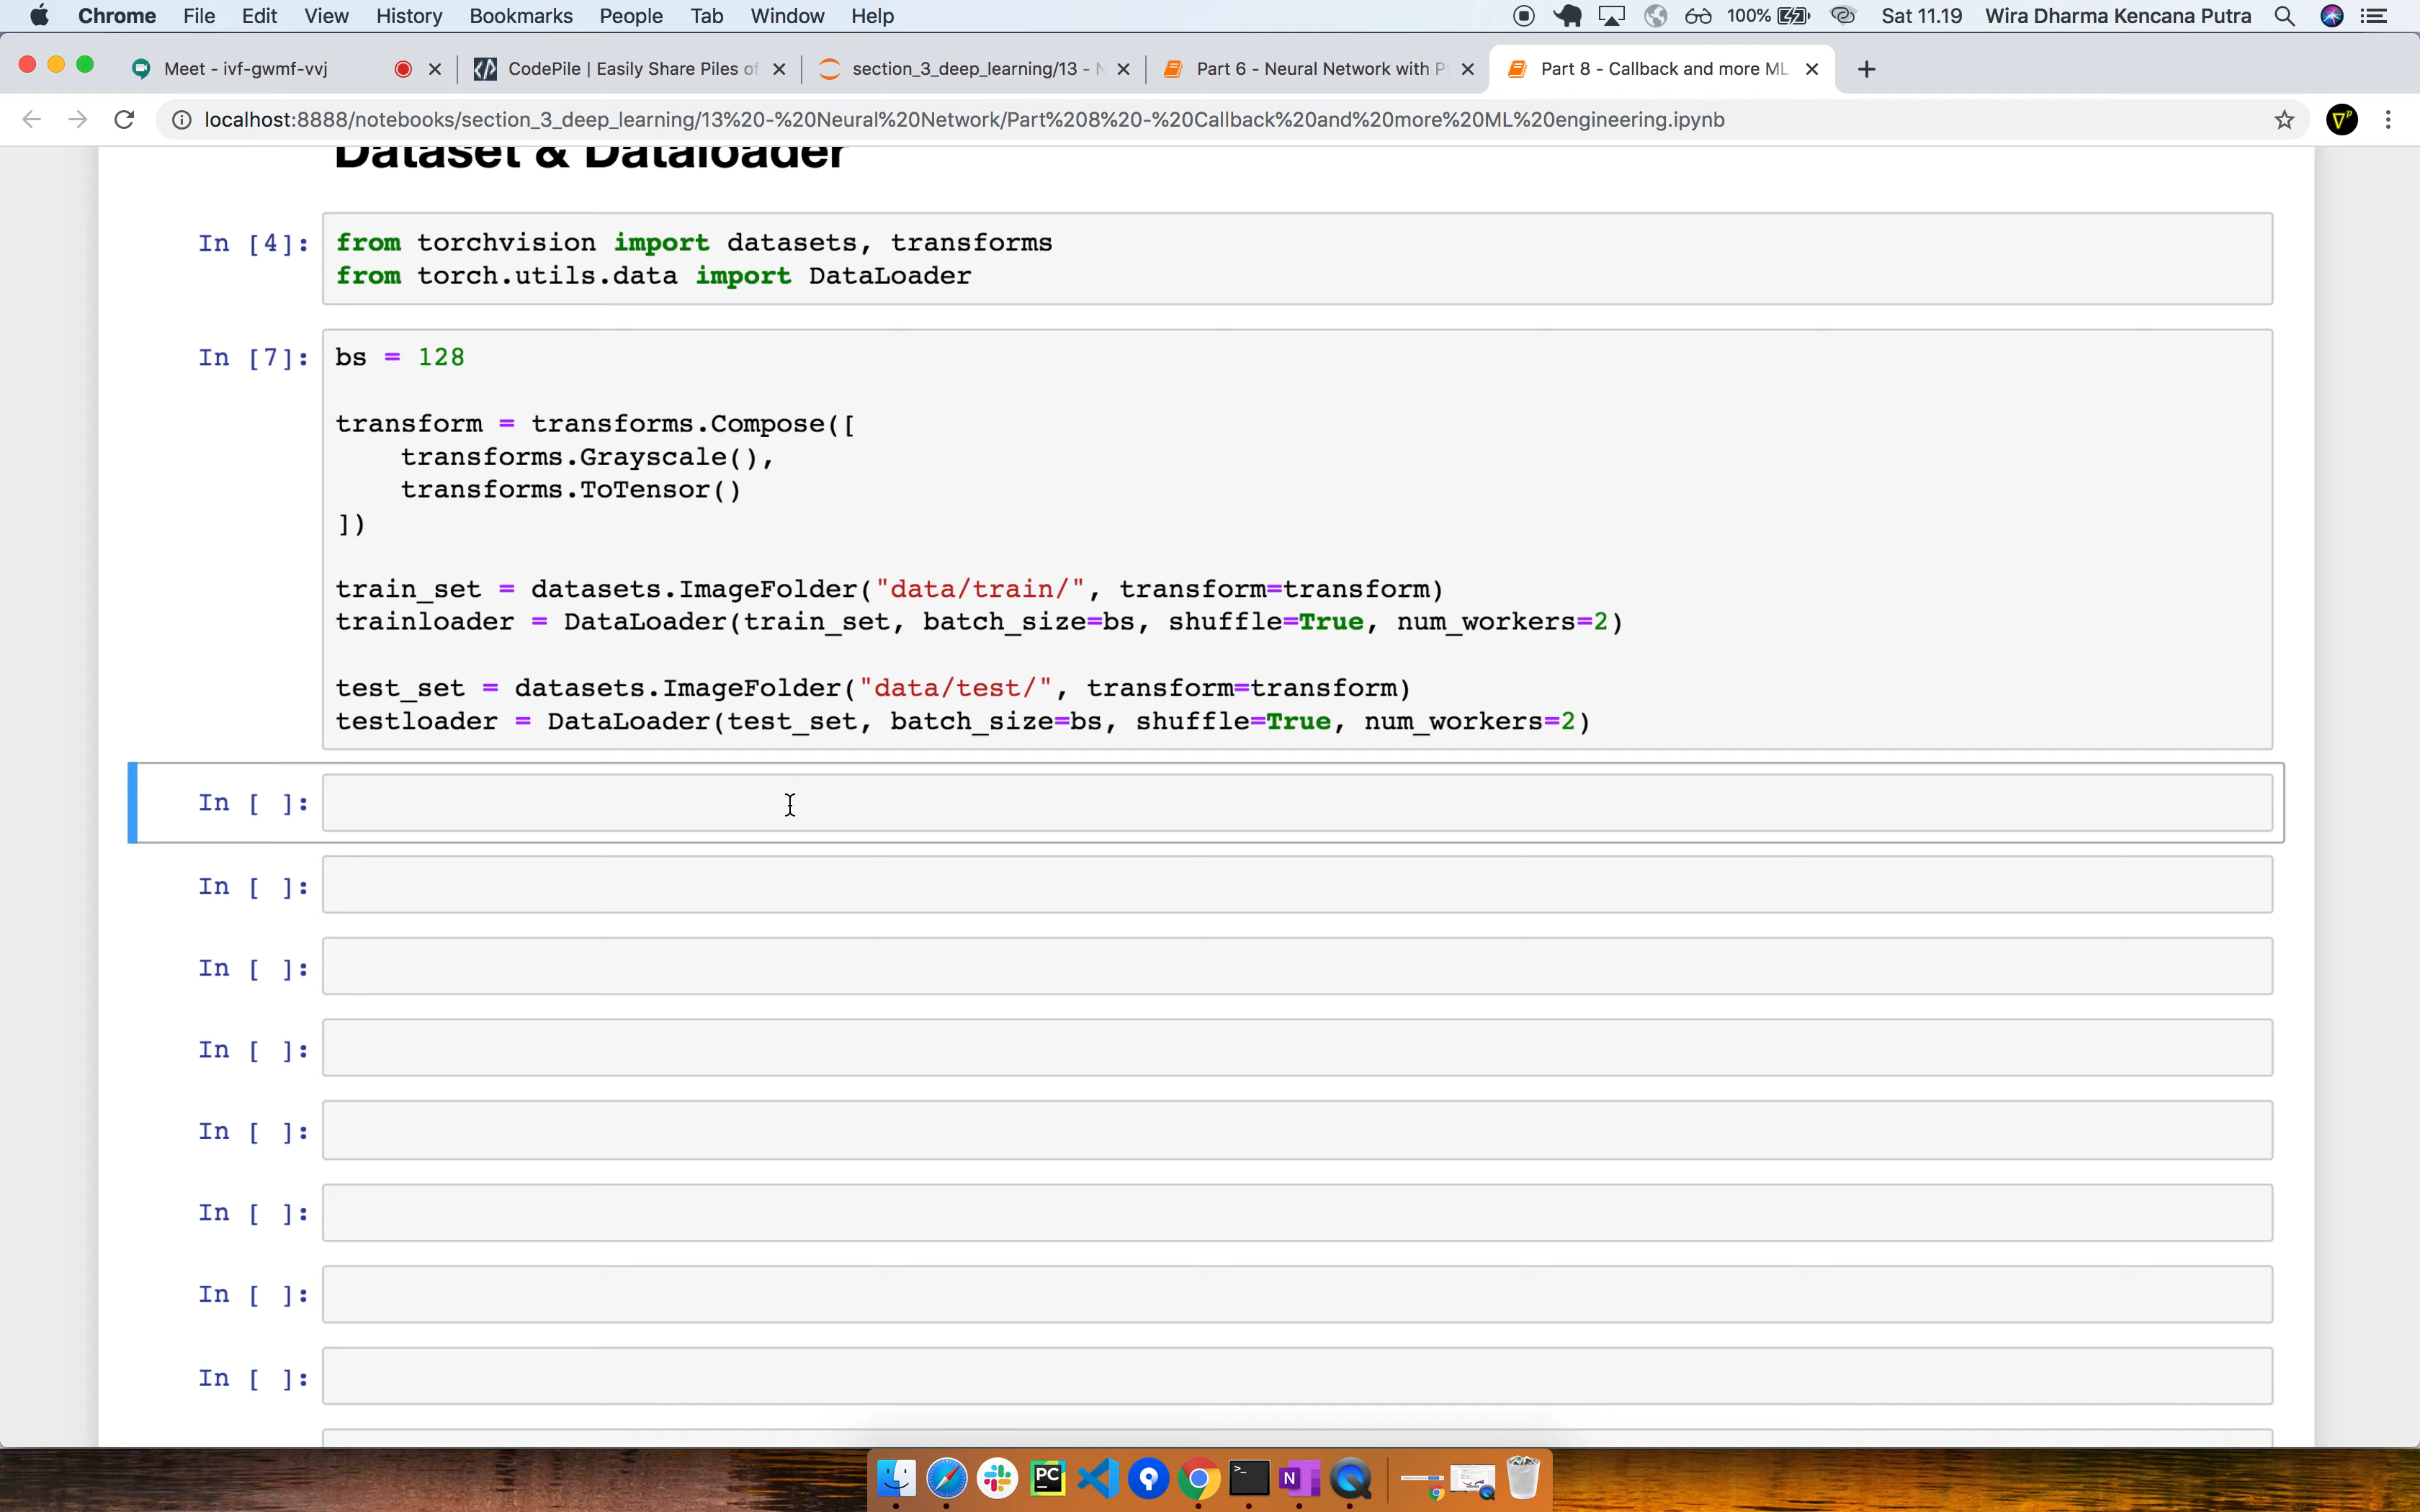 Chrome File Edit View History Bookmarks People Tab Window Help 100% Sat 11.19 Wira Dharma Kencana Putra
Meet - ivf-gwmf-vvj CodePile | Easily Share Piles of section_3_deep_learning/13 - N Part 6 - Neural Network with Py Part 8 - Callback and more ML
localhost:8888/notebooks/section_3_deep_learning/13%20-%20Neural%20Network/Part%208%20-%20Callback%20and%20more%20ML%20engineering.ipynb
Dataset & Dataloader
In [4]: from torchvision import datasets, transforms
from torch.utils.data import DataLoader
In [7]: bs = 128
transform = transforms.Compose([
transforms.Grayscale(),
transforms.ToTensor()
])
train_set = datasets.ImageFolder("data/train/", transform=transform)
trainloader = DataLoader(train_set, batch_size=bs, shuffle=True, num_workers=2)
test_set = datasets.ImageFolder("data/test/", transform=transform)
testloader = DataLoader(test_set, batch_size=bs, shuffle=True, num_workers=2)
In [ ]:
In [ ]:
In [ ]:
In [ ]:
In [ ]:
In [ ]:
In [ ]:
In [ ]:
PC >_ N